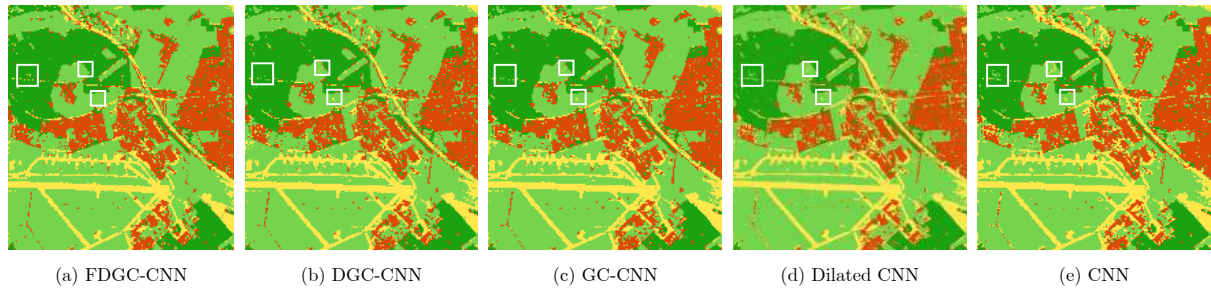 (a) FDGC-CNN
(b) DGC-CNN
(c) GC-CNN
(d) Dilated CNN
(e) CNN